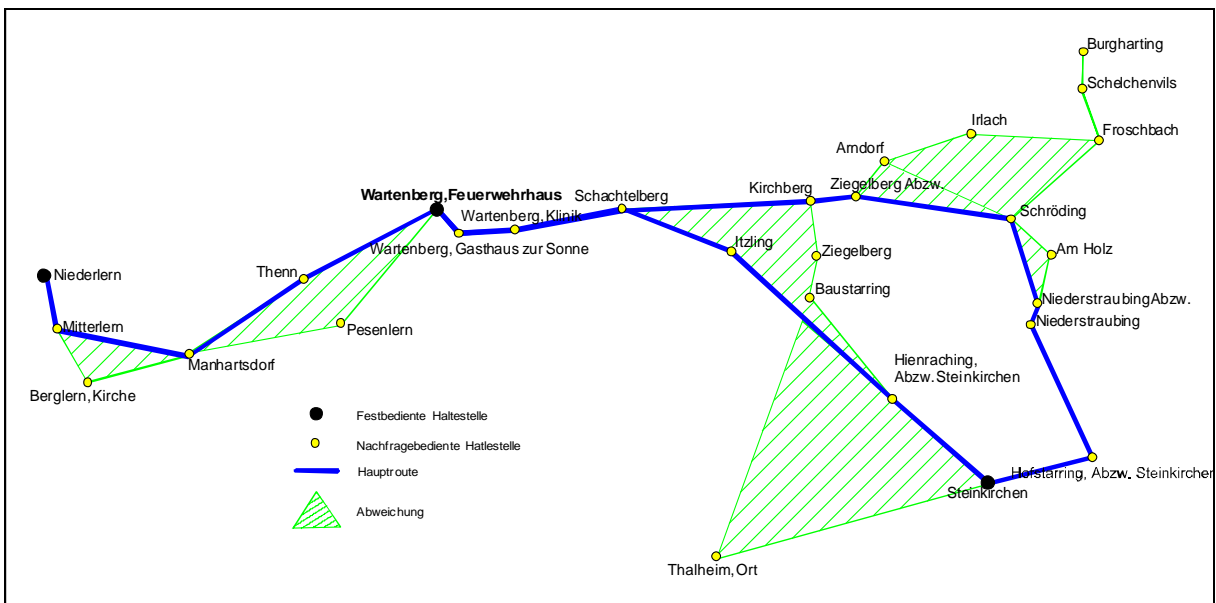 Burgharting
Schelchenvils
Irlach
Froschbach
Arndorf
Wartenberg,Feuerwehrhaus
Schachtelberg
Kirchberg
Ziegelberg Abzw.
Wartenberg, Klinik
Schröding
Wartenberg, Gasthaus zur Sonne
Itzling
Ziegelberg
Am Holz
Niederlern
Thenn
Baustarring
NiederstraubingAbzw.
Mitterlern
Pesenlern
Niederstraubing
Manhartsdorf
Hienraching,
Abzw. Steinkirchen
Berglern, Kirche
Festbediente Haltestelle
Nachfragebediente Hatlestelle
Hauptroute
Hofstarring, Abzw. Steinkirchen
Steinkirchen
Abweichung
Thalheim, Ort